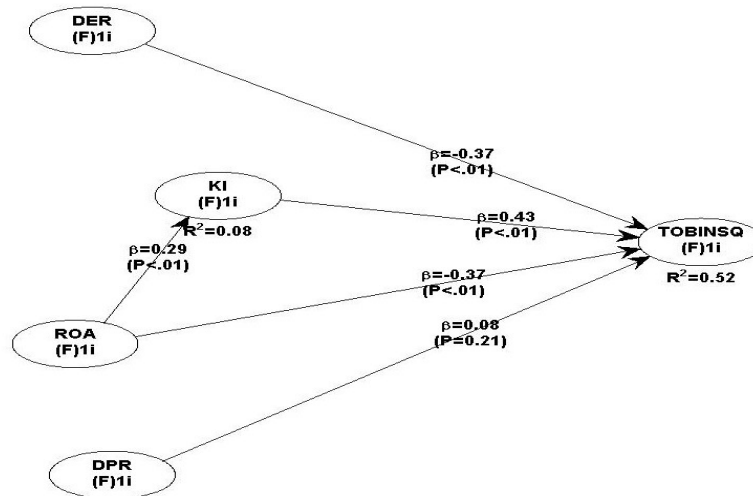 DER
(F)1i
β=-0.37
(P<.01)
KI
(F)1i
R²=0.08
β=0.43
(P<.01)
TOBINSQ
(F)1i
R²=0.52
β=0.29
(P<.01)
β=-0.37
(P<.01)
ROA
(F)1i
β=0.08
(P=0.21)
DPR
(F)1i